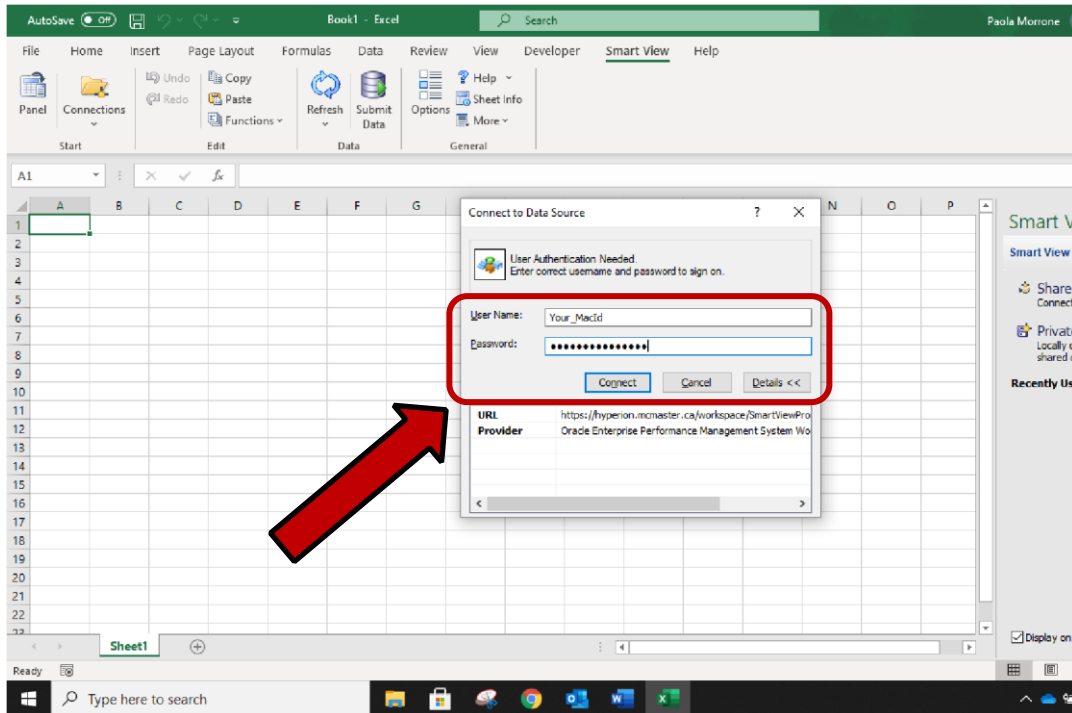 AutoSave Off Book1 - Excel Search Paola Morrone
File Home Insert Page Layout Formulas Data Review View Developer Smart View Help
Undo Copy Help
Panel Connections Redo Paste Refresh Submit Data Options Sheet Info
Functions More
Start Edit Data General
A1 fx
A B C D E F G N O P
Connect to Data Source ? X
Smart V
1
2
Smart View
3
User Authentication Needed.
Enter correct username and password to sign on.
4
Share
Connect
5
6
User Name: Your_MacId
7
Private
Locally
shared
Password: •••••••••••••••
8
9
Connect Cancel Details <<
Recently Us
10
11
URL https://hyperion.mcmaster.ca/workspace/SmartViewPro
12
Provider Oracle Enterprise Performance Management System Wo
13
14
15
16
17
18
19
20
21
22
23
Sheet1
Display on
Ready
Type here to search